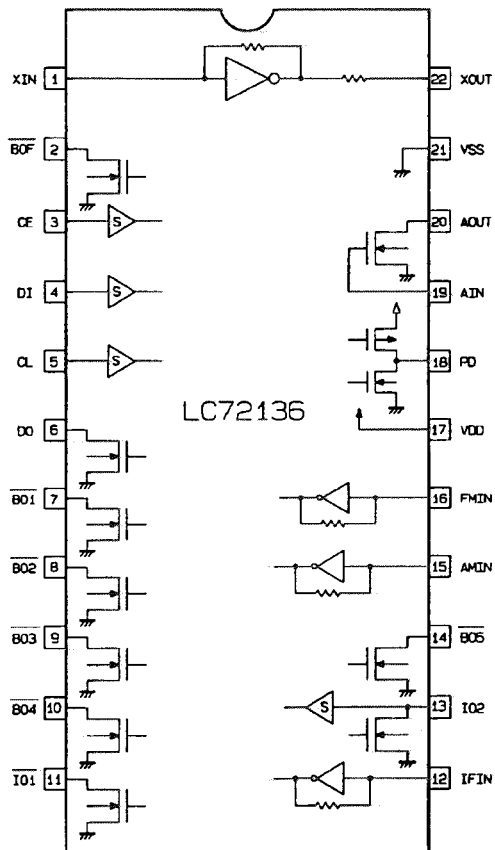 XIN 1 22 XOUT
BOF 2 21 VSS
CE 3 S 20 AOUT
DI 4 S 19 AIN
CL 5 S 18 PD
LC72136
DO 6 17 VDD
BO1 7 16 FMIN
BO2 8 15 AMIN
BO3 9 14 BO5
BO4 10 S 13 IO2
IO1 11 12 IFIN